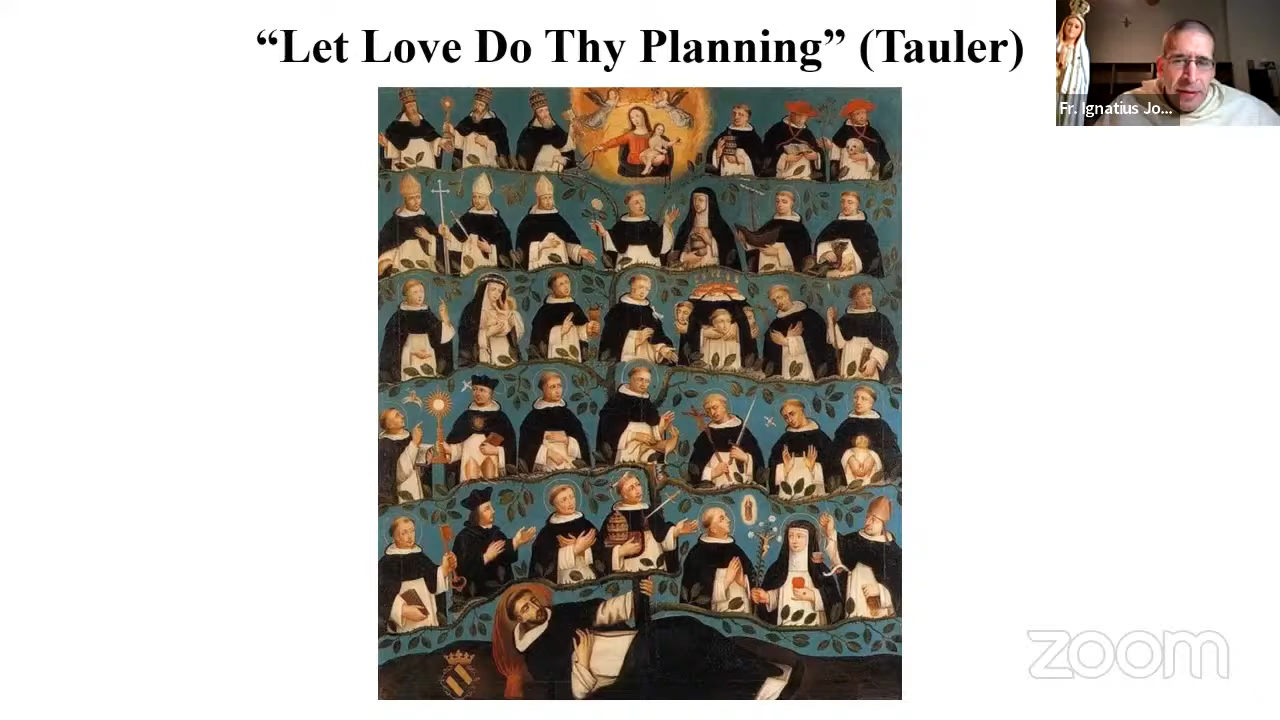 “Let Love Do Thy Planning” (Tauler)
Fr. Ignatius Jo...
zoom